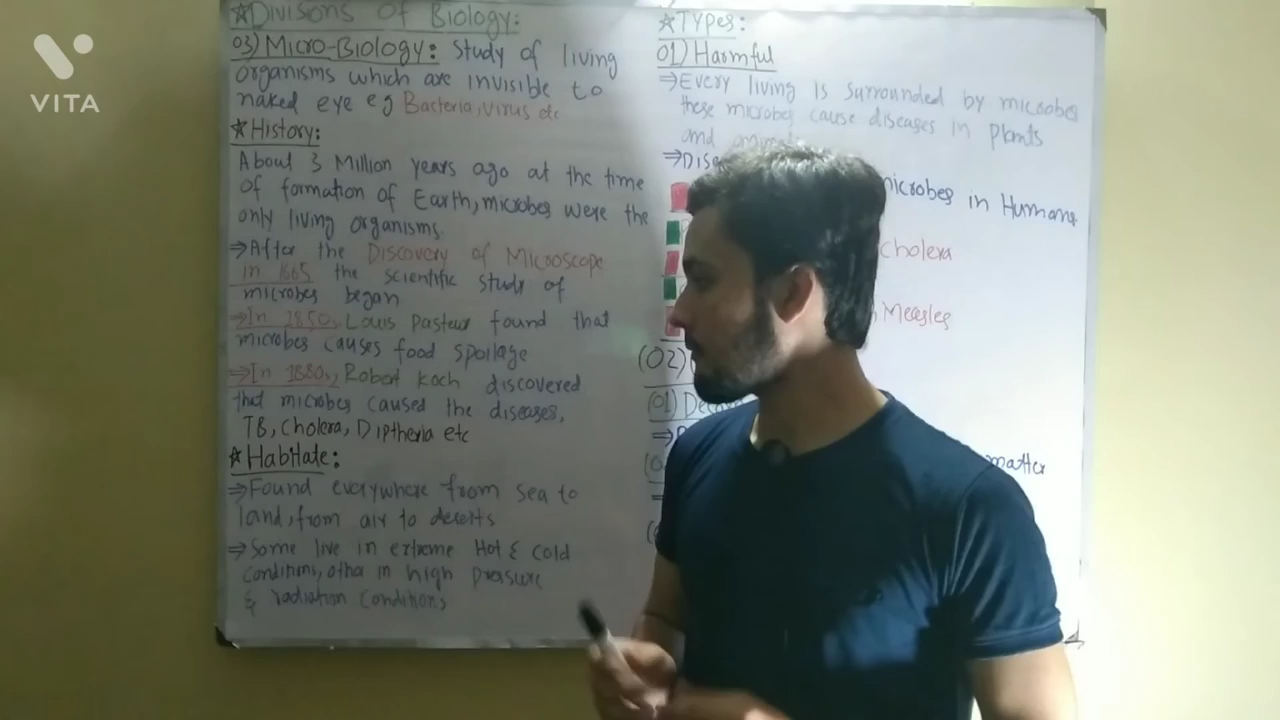 VITA
☆Divisions of Biology:
03) Micro-Biology: Study of living
organisms which are invisible to
naked eye eg Bacteria, virus etc
☆History:
About 3 Million years ago at the time
of formation of Earth, microbes were the
only living organisms.
⇒After the Discovery of Microscope
in 1665 the scientific study of
microbes began
⇒In 1850, Louis Pasteur found that
microbes causes food spoilage
⇒In 1880s, Robert Koch discovered
that microbes caused the diseases,
TB, Cholera, Diptheria etc
☆Habitate:
⇒Found everywhere from sea to
land, from air to deserts
⇒Some live in extreme Hot & cold
conditions, other in high pressure
& radiation conditions
☆Types:
01) Harmful
⇒Every living is surrounded by microbes
these microbes cause diseases in plants
and
microbes in Humans
cholera
Measles
(02)
(01)
matter